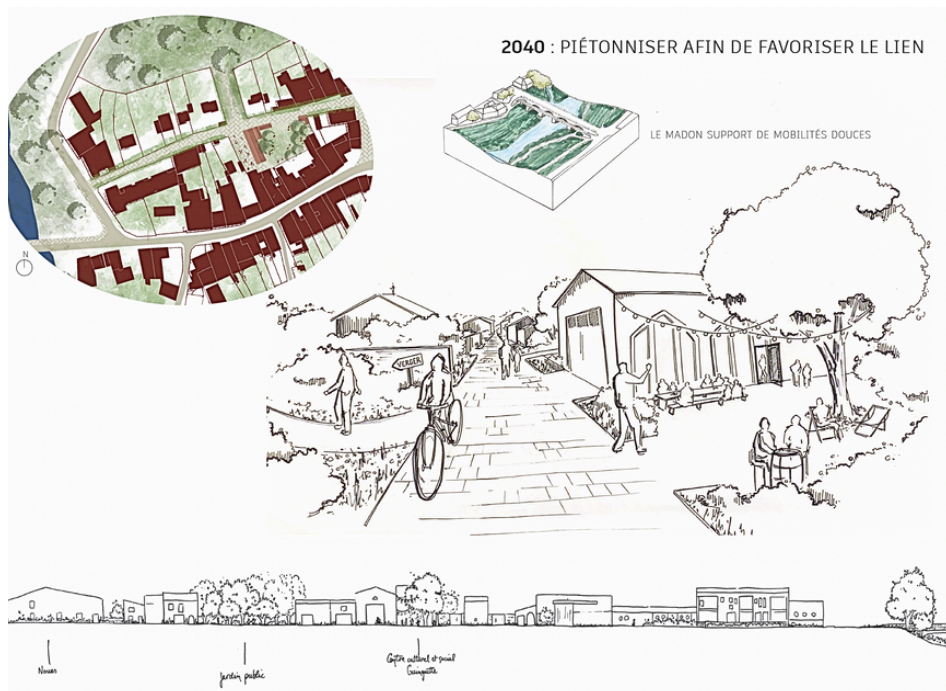 2040 : PIÉTONNISER AFIN DE FAVORISER LE LIEN
LE MADON SUPPORT DE MOBILITÉS DOUCES
N
VERGER
Jardin public
Centre culturel et social
Guinguette